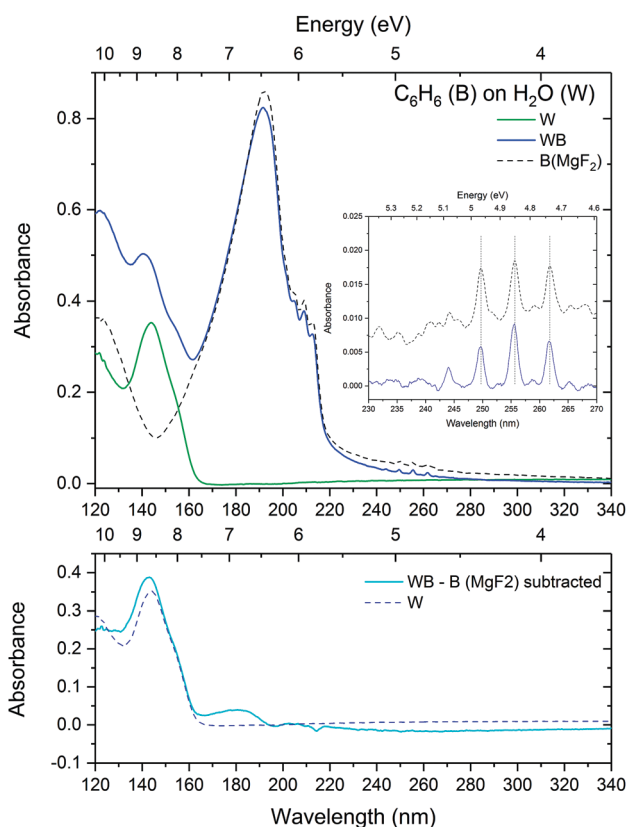 Energy (eV)
10 9 8 7 6 5 4
C₆H₆ (B) on H₂O (W)
W
WB
B(MgF₂)
Absorbance
0.8
0.6
0.4
0.2
0.0
Energy (eV)
5.3 5.2 5.1 5 4.9 4.8 4.7 4.6
Absorbance
0.025
0.020
0.015
0.010
0.005
0.000
230 235 240 245 250 255 260 265 270
Wavelength (nm)
120 140 160 180 200 220 240 260 280 300 320 340
10 9 8 7 6 5 4
WB - B (MgF2) subtracted
W
Absorbance
0.4
0.3
0.2
0.1
0.0
-0.1
120 140 160 180 200 220 240 260 280 300 320 340
Wavelength (nm)